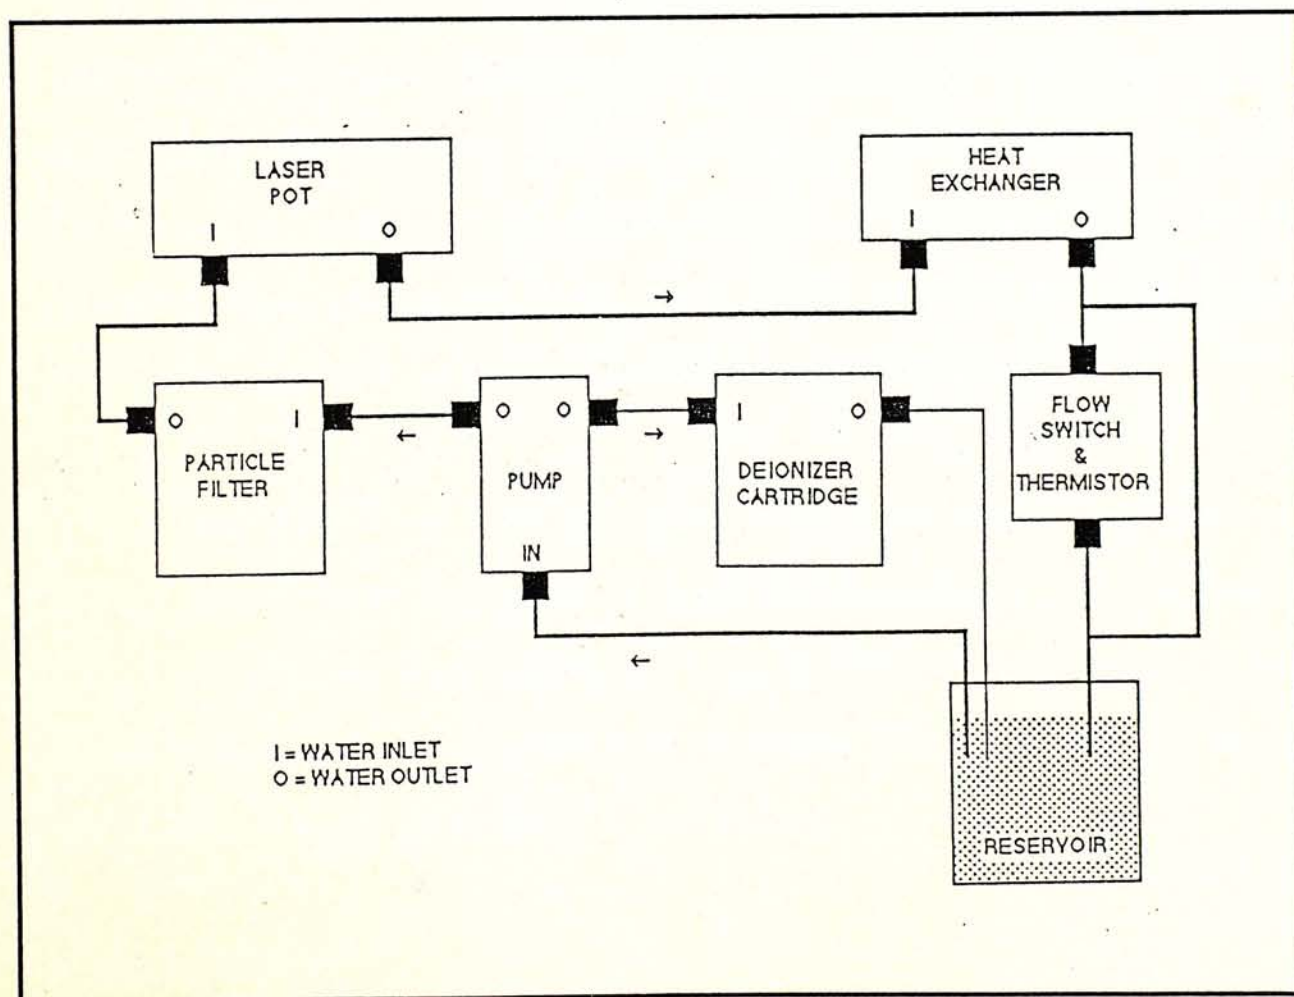 LASER
POT
I
O
HEAT
EXCHANGER
I
O
O
I
PARTICLE
FILTER
O
O
PUMP
IN
I
O
DEIONIZER
CARTRIDGE
FLOW
SWITCH
&
THERMISTOR
I = WATER INLET
O = WATER OUTLET
RESERVOIR